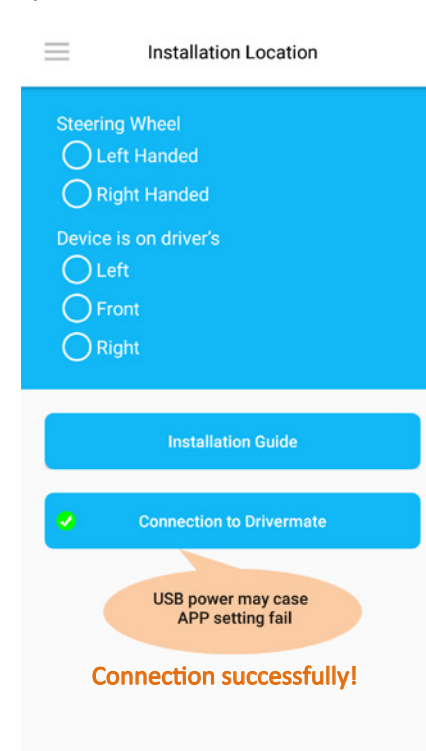 Installation Location
Steering Wheel
Left Handed
Right Handed
Device is on driver's
Left
Front
Right
Installation Guide
Connection to Drivermate
USB power may case
APP setting fail
Connection successfully!